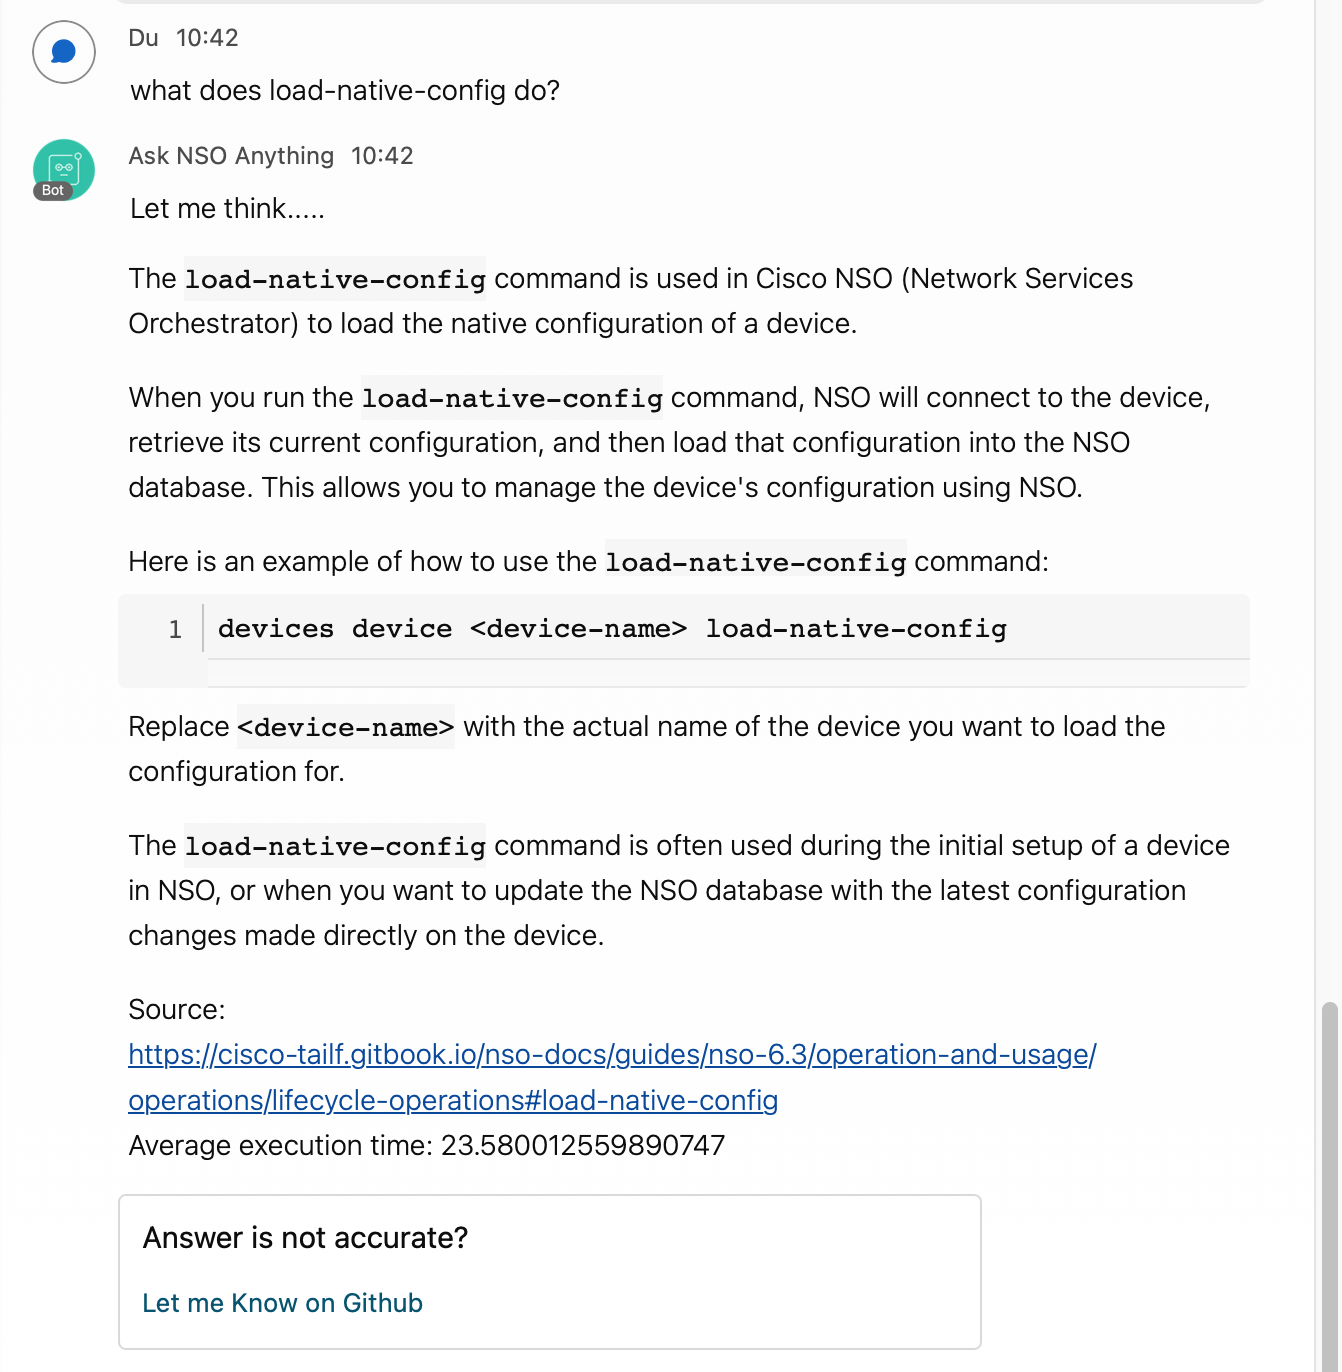 Du 10:42
what does load-native-config do?
Ask NSO Anything 10:42
Bot
Let me think.....
The load-native-config command is used in Cisco NSO (Network Services
Orchestrator) to load the native configuration of a device.
When you run the load-native-config command, NSO will connect to the device,
retrieve its current configuration, and then load that configuration into the NSO
database. This allows you to manage the device's configuration using NSO.
Here is an example of how to use the load-native-config command:
1 devices device <device-name> load-native-config
Replace <device-name> with the actual name of the device you want to load the
configuration for.
The load-native-config command is often used during the initial setup of a device
in NSO, or when you want to update the NSO database with the latest configuration
changes made directly on the device.
Source:
https://cisco-tailf.gitbook.io/nso-docs/guides/nso-6.3/operation-and-usage/
operations/lifecycle-operations#load-native-config
Average execution time: 23.580012559890747
Answer is not accurate?
Let me Know on Github